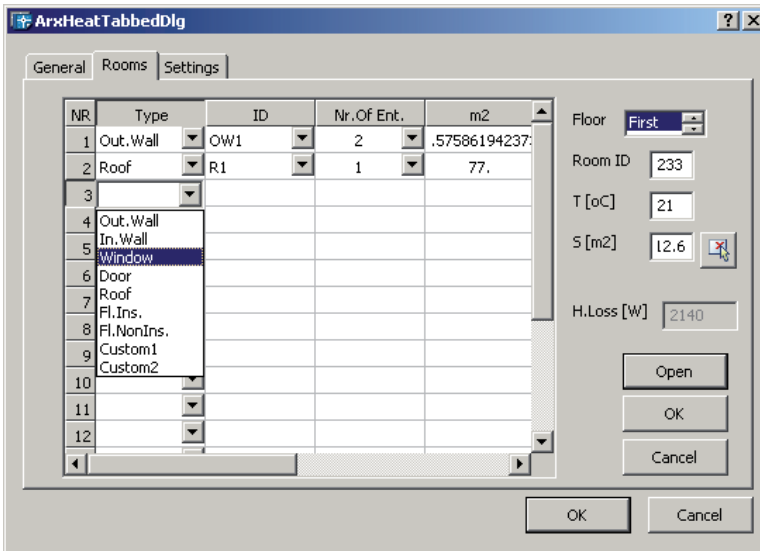 ArxHeatTabbedDlg
General Rooms Settings
NR Type ID Nr.Of Ent. m2
1 Out.Wall OW1 2 .57586194237
2 Roof R1 1 77.
3
4 Out.Wall
In.Wall
5 Window
6 Door
7 Roof
Fl.Ins.
8 Fl.NonIns.
9 Custom1
Custom2
10
11
12
Floor First
Room ID 233
T [oC] 21
S [m2] 12.6
H.Loss [W] 2140
Open
OK
Cancel
OK Cancel